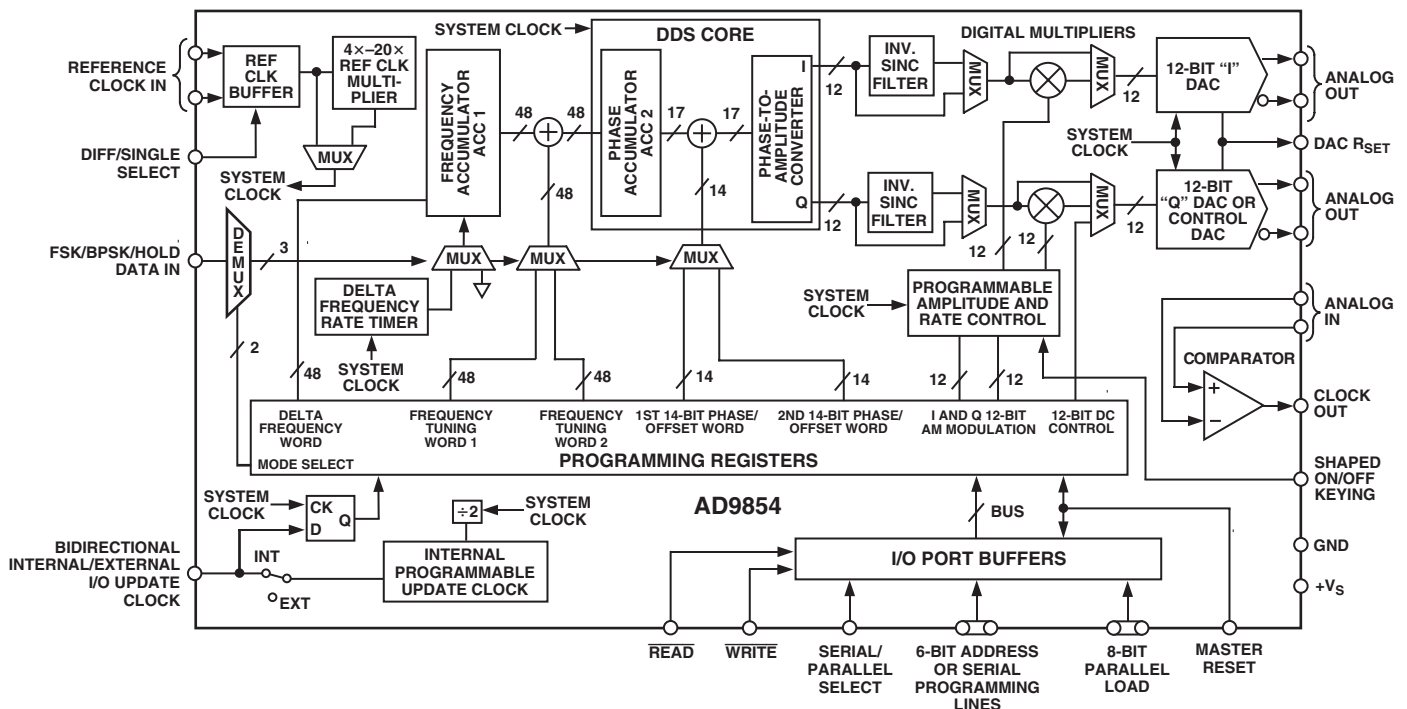 SYSTEM CLOCK
DDS CORE
DIGITAL MULTIPLIERS
REFERENCE
CLOCK IN
REF
CLK
BUFFER
4×–20×
REF CLK
MULTI-
PLIER
MUX
SYSTEM
CLOCK
DIFF/SINGLE
SELECT
FREQUENCY
ACCUMULATOR
ACC 1
48
48
48
PHASE
ACCUMULATOR
ACC 2
17
17
14
PHASE-TO-
AMPLITUDE
CONVERTER
I
Q
12
12
INV.
SINC
FILTER
MUX
12
MUX
12
12-BIT “I”
DAC
ANALOG
OUT
SYSTEM
CLOCK
DAC RSET
INV.
SINC
FILTER
MUX
12
12
MUX
12
12-BIT
“Q” DAC OR
CONTROL
DAC
ANALOG
OUT
FSK/BPSK/HOLD
DATA IN
DEMUX
3
2
MUX
MUX
MUX
DELTA
FREQUENCY
RATE TIMER
SYSTEM
CLOCK
SYSTEM
CLOCK
PROGRAMMABLE
AMPLITUDE AND
RATE CONTROL
ANALOG
IN
COMPARATOR
+
−
CLOCK
OUT
48
48
48
14
14
12
12
DELTA
FREQUENCY
WORD
FREQUENCY
TUNING
WORD 1
FREQUENCY
TUNING
WORD 2
1ST 14-BIT PHASE/
OFFSET WORD
2ND 14-BIT PHASE/
OFFSET WORD
I AND Q 12-BIT
AM MODULATION
12-BIT DC
CONTROL
MODE SELECT
PROGRAMMING REGISTERS
SHAPED
ON/OFF
KEYING
SYSTEM
CLOCK
CK
D
Q
÷2
SYSTEM
CLOCK
AD9854
BUS
BIDIRECTIONAL
INTERNAL/EXTERNAL
I/O UPDATE
CLOCK
INT
EXT
INTERNAL
PROGRAMMABLE
UPDATE CLOCK
I/O PORT BUFFERS
GND
+VS
READ
WRITE
SERIAL/
PARALLEL
SELECT
6-BIT ADDRESS
OR SERIAL
PROGRAMMING
LINES
8-BIT
PARALLEL
LOAD
MASTER
RESET